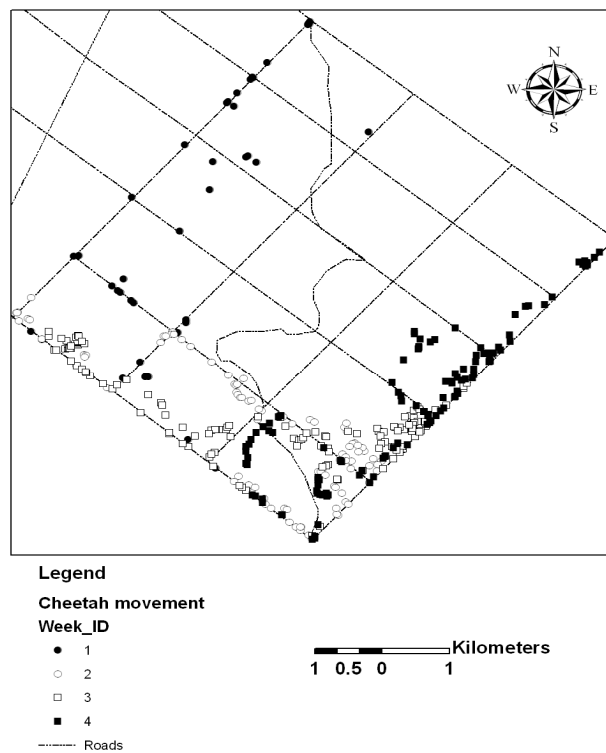 N
W E
S
Legend
Cheetah movement
Week_ID
1
2
3
4
Roads
Kilometers
1 0.5 0 1